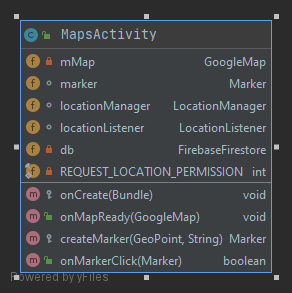 C MapsActivity
f mMap GoogleMap
f marker Marker
f locationManager LocationManager
f locationListener LocationListener
f db FirebaseFirestore
f REQUEST_LOCATION_PERMISSION int
m onCreate(Bundle) void
m onMapReady(GoogleMap) void
m createMarker(GeoPoint, String) Marker
m onMarkerClick(Marker) boolean
Powered by yFiles